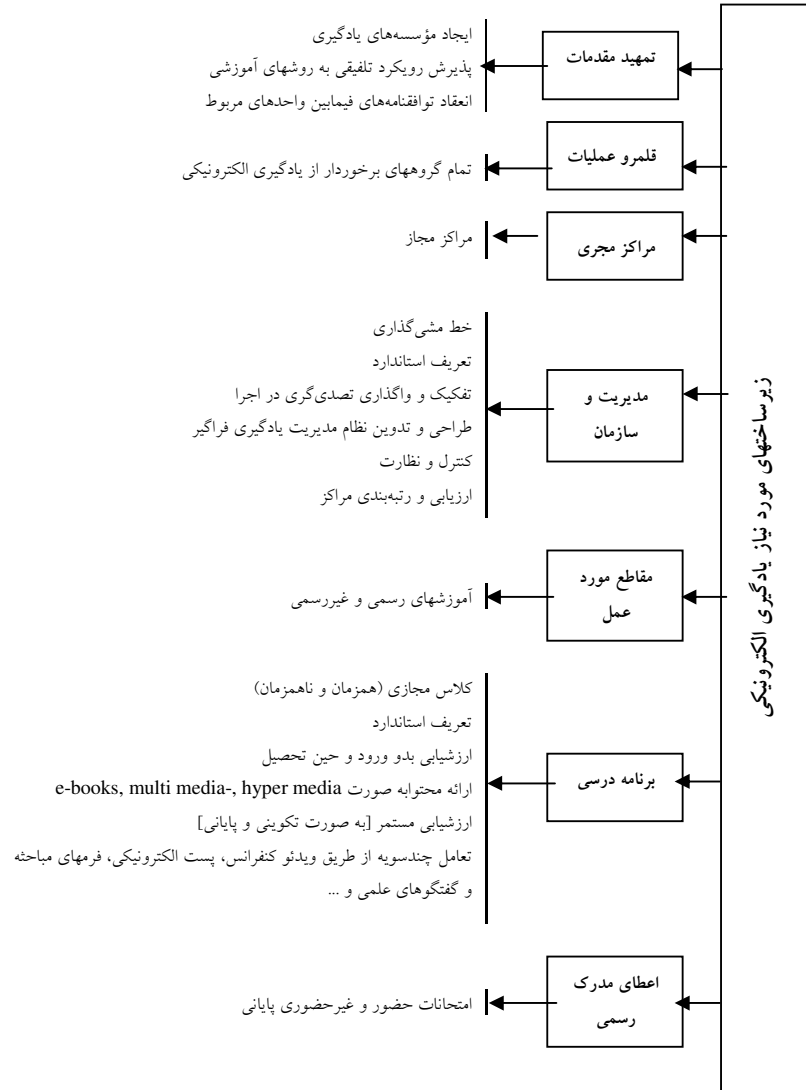 زیرساختهای مورد نیاز یادگیری الکترونیکی
تمهید مقدمات
ایجاد مؤسسه‌های یادگیری
پذیرش رویکرد تلفیقی به روشهای آموزشی
انعقاد توافقنامه‌های فیمابین واحدهای مربوط
قلمرو عملیات
تمام گروههای برخوردار از یادگیری الکترونیکی
مراکز مجری
مراکز مجاز
مدیریت و
سازمان
خط مشی‌گذاری
تعریف استاندارد
تفکیک و واگذاری تصدی‌گری در اجرا
طراحی و تدوین نظام مدیریت یادگیری فراگیر
کنترل و نظارت
ارزیابی و رتبه‌بندی مراکز
مقاطع مورد
عمل
آموزشهای رسمی و غیررسمی
برنامه درسی
کلاس مجازی (همزمان و ناهمزمان)
تعریف استاندارد
ارزشیابی بدو ورود و حین تحصیل
ارائه محتوابه صورت e-books, multi media-, hyper media
ارزشیابی مستمر [به صورت تکوینی و پایانی]
تعامل چندسویه از طریق ویدئو کنفرانس، پست الکترونیکی، فرمهای مباحثه
و گفتگوهای علمی و ...
اعطای مدرک
رسمی
امتحانات حضور و غیرحضوری پایانی